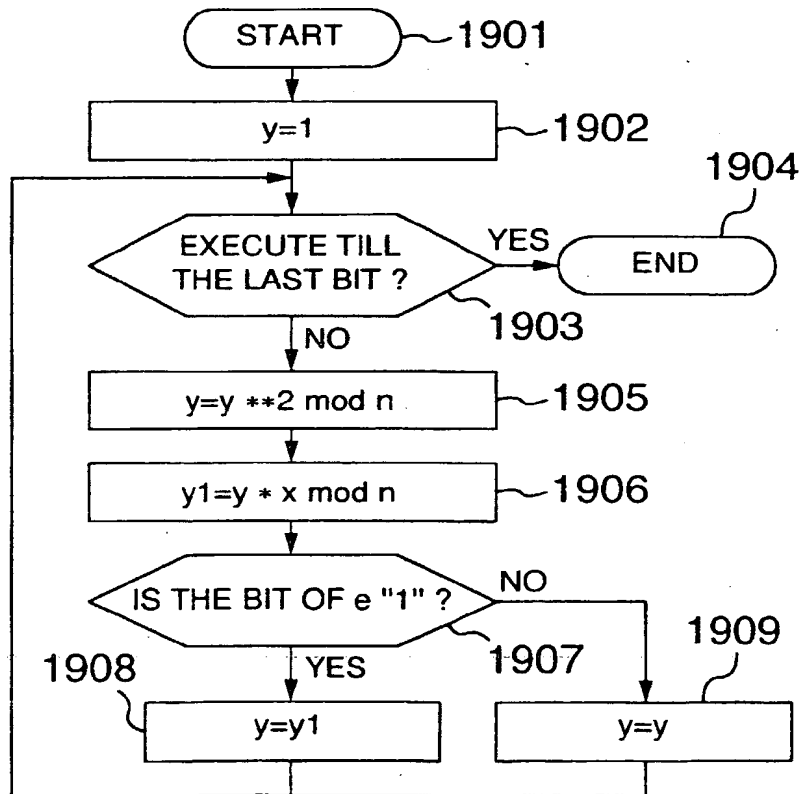 START
1901
y=1
1902
1904
EXECUTE TILL
THE LAST BIT ?
YES
END
1903
NO
y=y **2 mod n
1905
y1=y * x mod n
1906
IS THE BIT OF e "1" ?
NO
1907
1909
1908
YES
y=y1
y=y